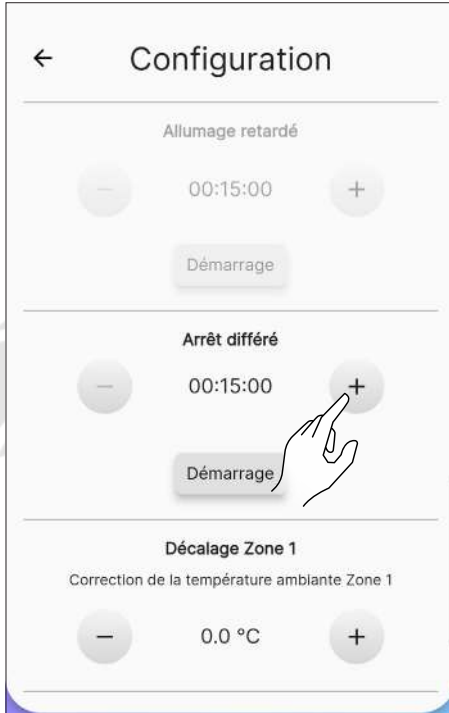 ← Configuration
Allumage retardé
− 00:15:00 +
Démarrage
Arrêt différé
− 00:15:00 +
Démarrage
Décalage Zone 1
Correction de la température ambiante Zone 1
− 0.0 °C +